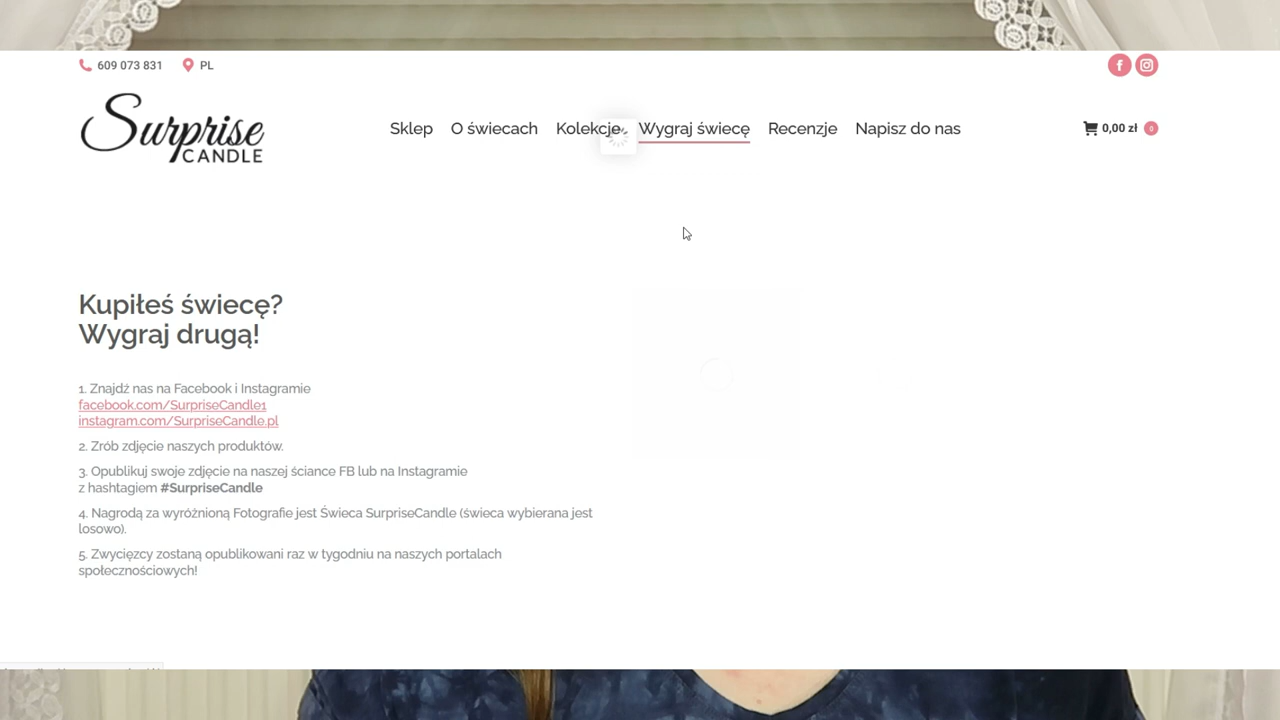 609 073 831 PL
Surprise
CANDLE
Sklep O świecach Kolekcje Wygraj świecę Recenzje Napisz do nas
0,00 zł 0
Kupiłeś świecę?
Wygraj drugą!
1. Znajdź nas na Facebook i Instagramie
facebook.com/SurpriseCandle1
instagram.com/SurpriseCandle.pl
2. Zrób zdjęcie naszych produktów.
3. Opublikuj swoje zdjęcie na naszej ściance FB lub na Instagramie
z hashtagiem #SurpriseCandle
4. Nagrodą za wyróżnioną Fotografie jest Świeca SurpriseCandle (świeca wybierana jest
losowo).
5. Zwycięzcy zostaną opublikowani raz w tygodniu na naszych portalach
społecznościowych!